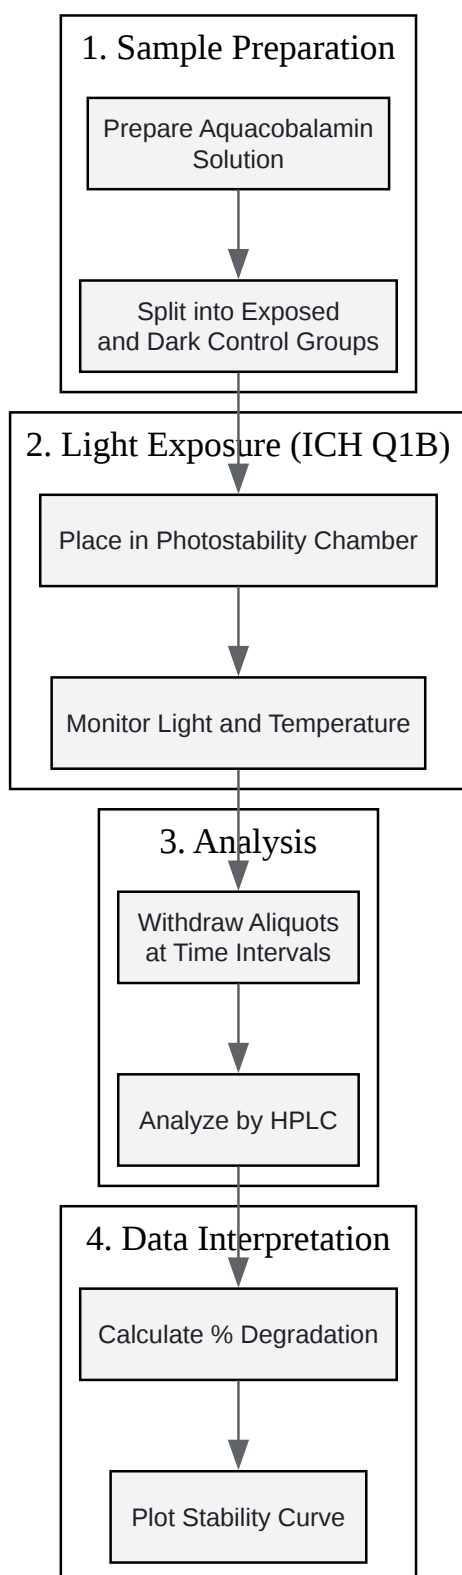 1. Sample Preparation
Prepare Aquacobalamin
Solution
Split into Exposed
and Dark Control Groups
2. Light Exposure (ICH Q1B)
Place in Photostability Chamber
Monitor Light and Temperature
3. Analysis
Withdraw Aliquots
at Time Intervals
Analyze by HPLC
4. Data Interpretation
Calculate % Degradation
Plot Stability Curve